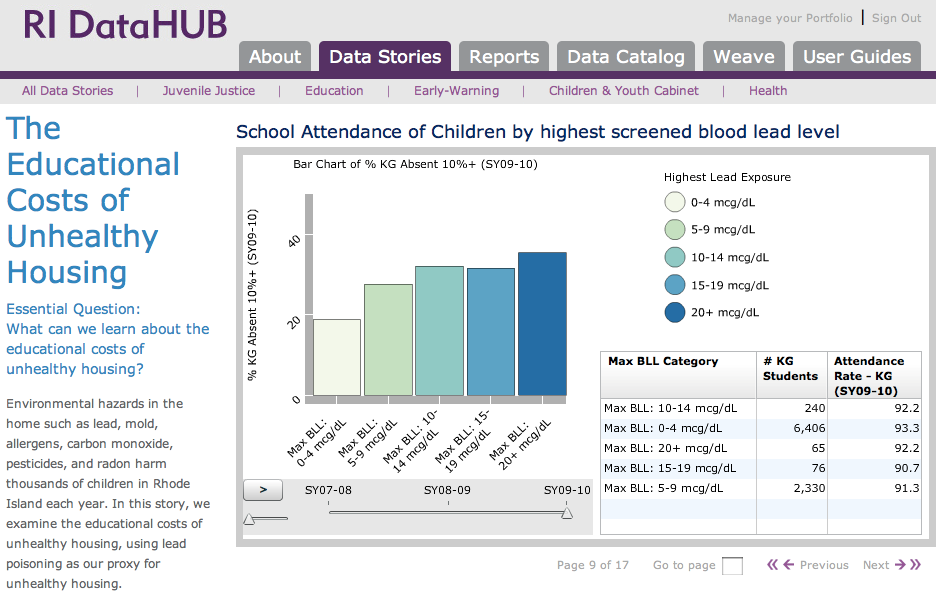 RI DataHUB
Manage your Portfolio | Sign Out
About
Data Stories
Reports
Data Catalog
Weave
User Guides
All Data Stories | Juvenile Justice | Education | Early-Warning | Children & Youth Cabinet | Health
The
Educational
Costs of
Unhealthy
Housing
Essential Question:
What can we learn about the
educational costs of
unhealthy housing?
Environmental hazards in the
home such as lead, mold,
allergens, carbon monoxide,
pesticides, and radon harm
thousands of children in Rhode
Island each year. In this story, we
examine the educational costs of
unhealthy housing, using lead
poisoning as our proxy for
unhealthy housing.
School Attendance of Children by highest screened blood lead level
Bar Chart of % KG Absent 10%+ (SY09-10)
% KG Absent 10%+ (SY09-10)
40
20
0
Max BLL:
0-4 mcg/dL
Max BLL:
5-9 mcg/dL
Max BLL: 10-
14 mcg/dL
Max BLL: 15-
19 mcg/dL
Max BLL:
20+ mcg/dL
>
SY07-08 SY08-09 SY09-10
Highest Lead Exposure
0-4 mcg/dL
5-9 mcg/dL
10-14 mcg/dL
15-19 mcg/dL
20+ mcg/dL
Max BLL Category
# KG
Students
Attendance
Rate - KG
(SY09-10)
Max BLL: 10-14 mcg/dL 240 92.2
Max BLL: 0-4 mcg/dL 6,406 93.3
Max BLL: 20+ mcg/dL 65 92.2
Max BLL: 15-19 mcg/dL 76 90.7
Max BLL: 5-9 mcg/dL 2,330 91.3
Page 9 of 17 Go to page Previous Next